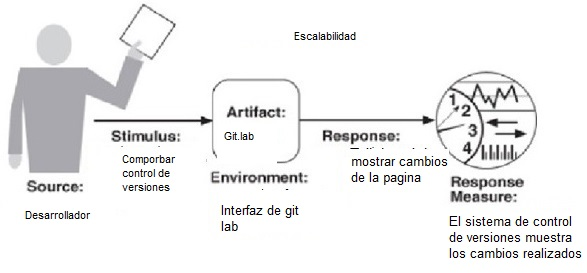 Escalabilidad
Source:
Desarrollador
Stimulus:
Comporbar
control de
versiones
Artifact:
Git.lab
Environment:
Interfaz de git
lab
Response:
mostrar cambios
de la pagina
1
2
3
4
Response
Measure:
El sistema de control
de versiones muestra
los cambios realizados